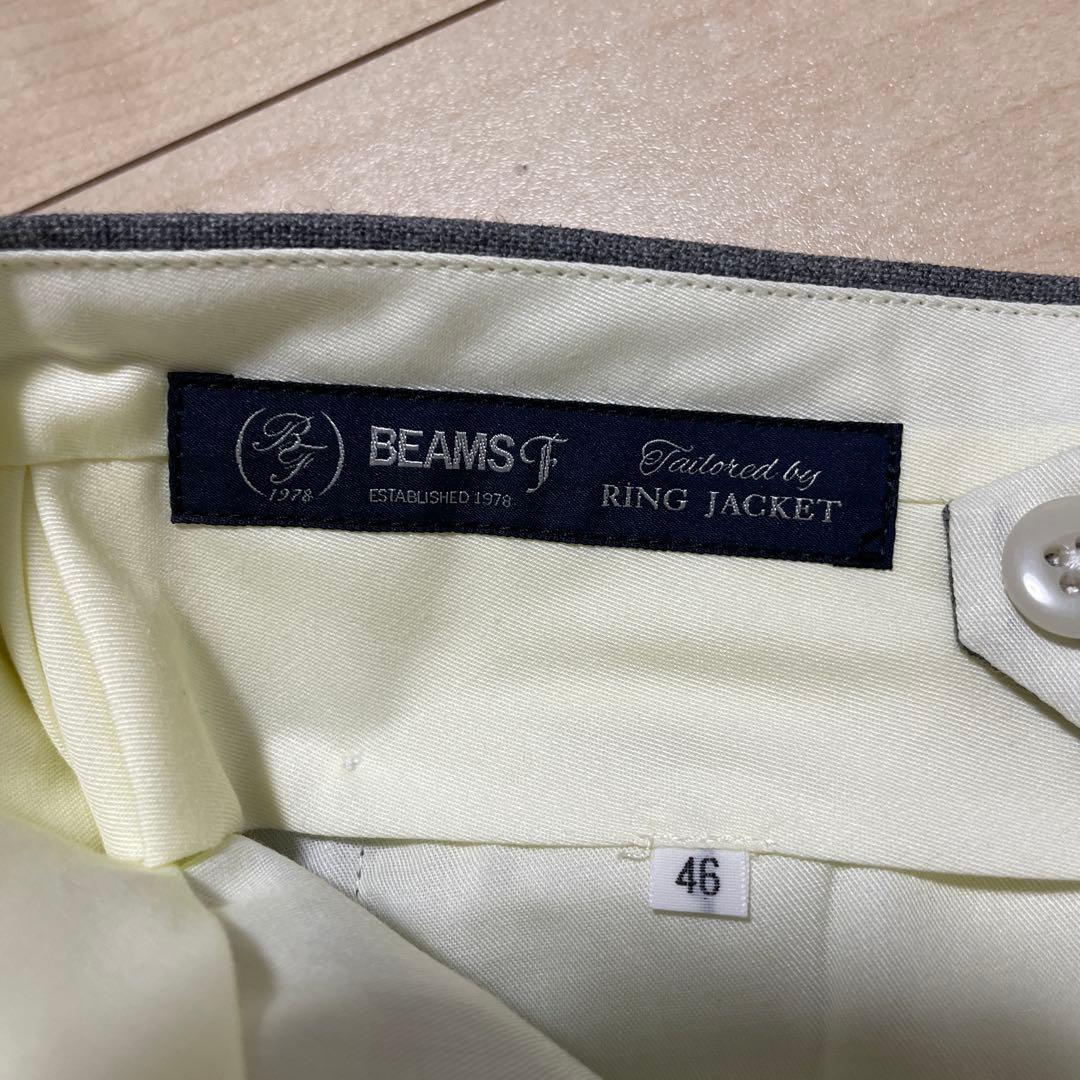 BF
1978
BEAMS F
ESTABLISHED 1978
Tailored by
RING JACKET
46